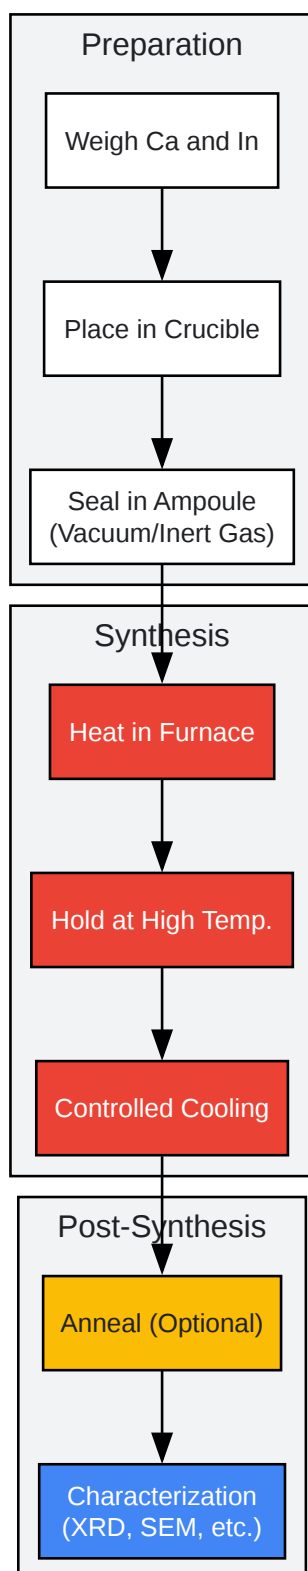 Preparation
Weigh Ca and In
Place in Crucible
Seal in Ampoule
(Vacuum/Inert Gas)
Synthesis
Heat in Furnace
Hold at High Temp.
Controlled Cooling
Post-Synthesis
Anneal (Optional)
Characterization
(XRD, SEM, etc.)